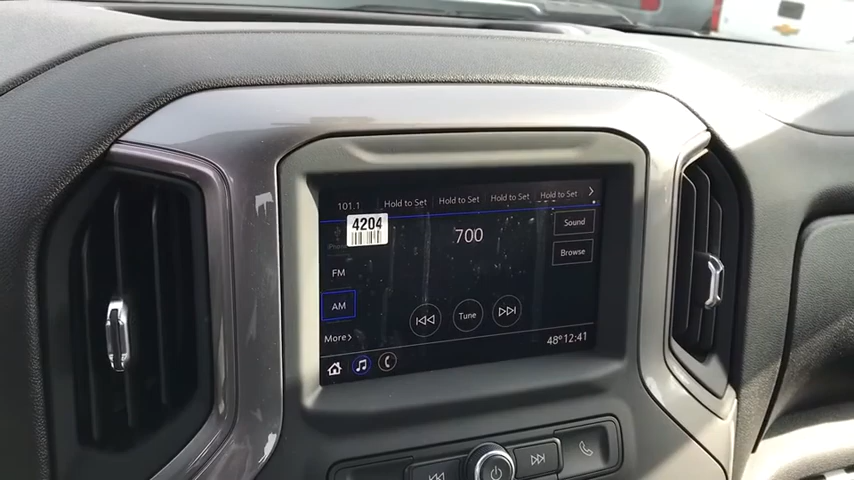 101.1 Hold to Set Hold to Set Hold to Set Hold to Set
4204
700
Sound
iPhone
Browse
FM
AM
Tune
More
48° 12:41